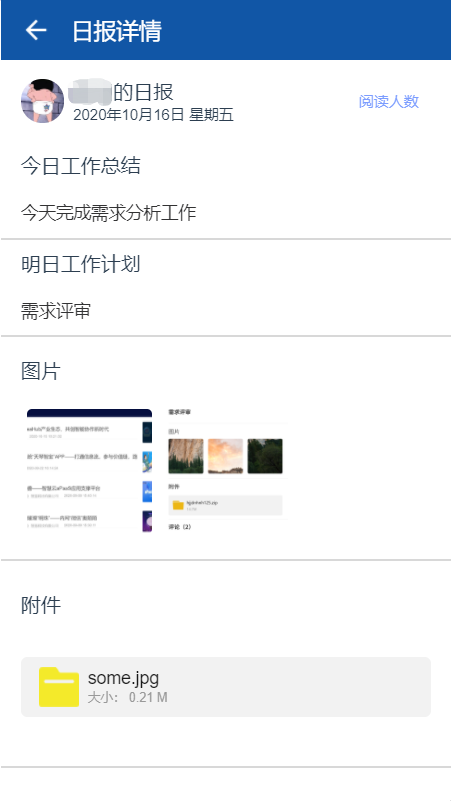 日报详情
的日报
2020年10月16日 星期五
阅读人数
今日工作总结
今天完成需求分析工作
明日工作计划
需求评审
图片
需求评审
图片
附件
评论（2）
附件
some.jpg
大小： 0.21 M